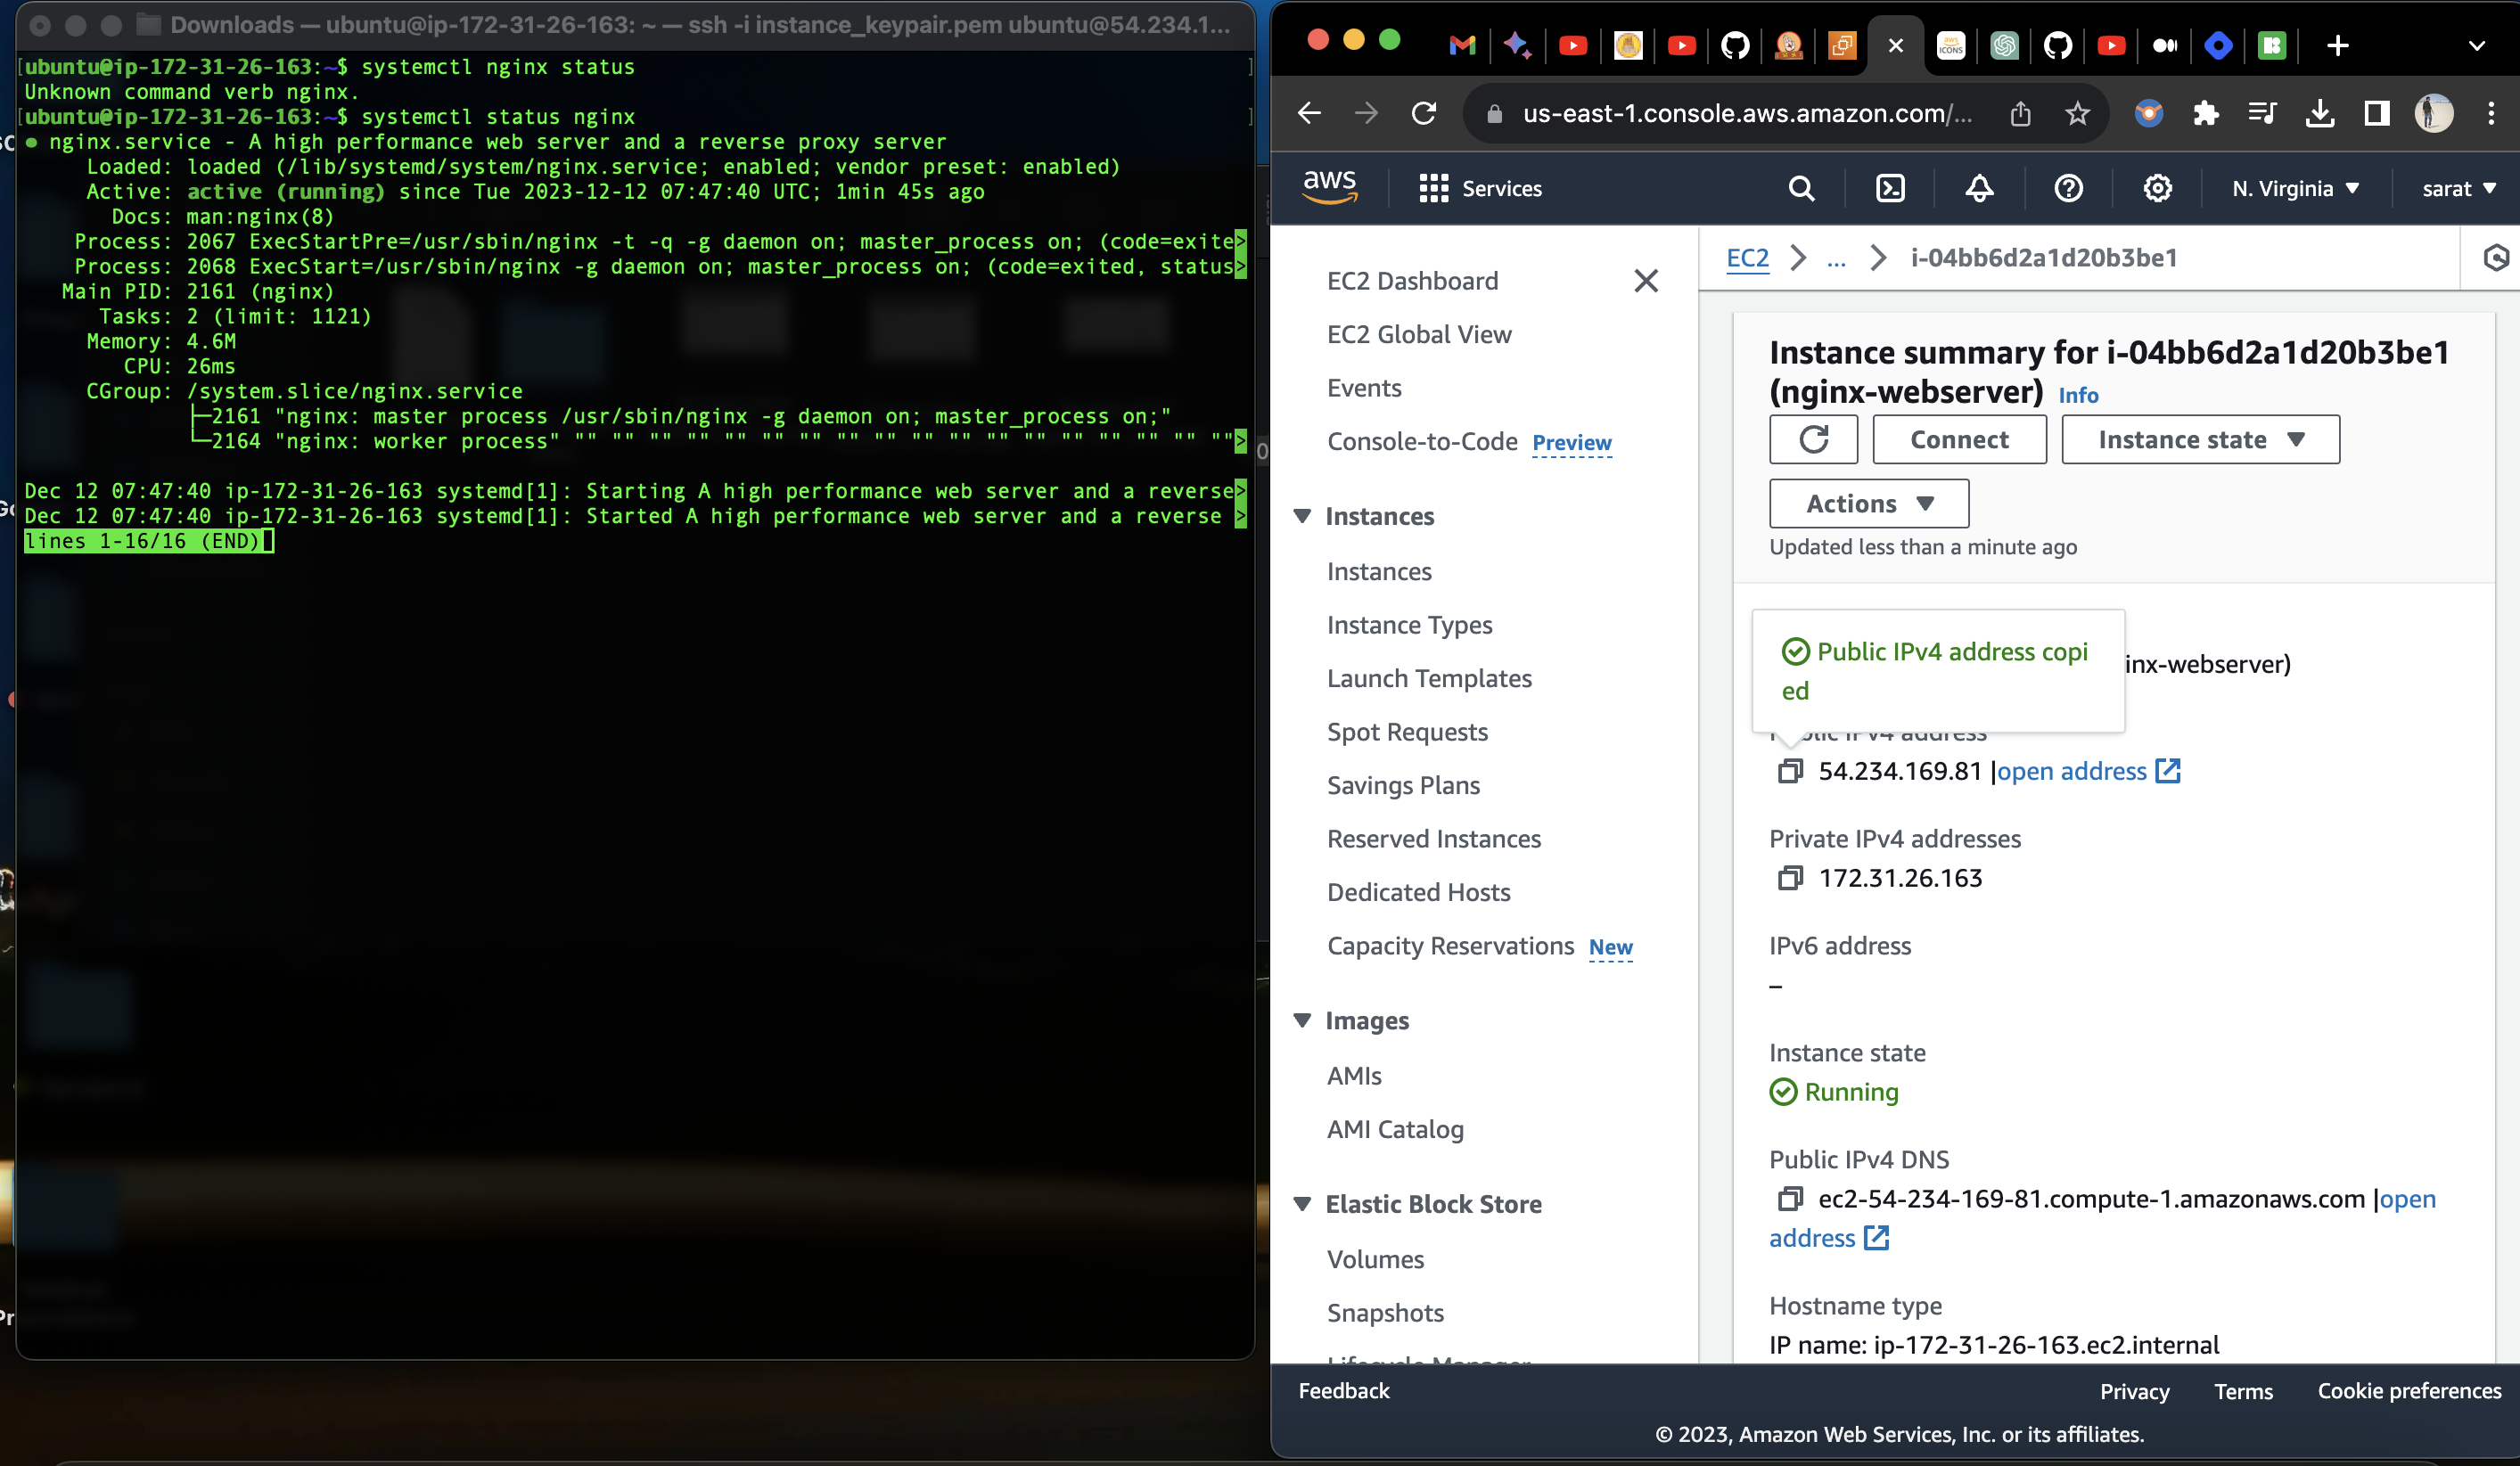 Downloads — ubuntu@ip-172-31-26-163: ~ — ssh -i instance_keypair.pem ubuntu@54.234.1...
[ubuntu@ip-172-31-26-163:~$ systemctl nginx status ]
Unknown command verb nginx.
[ubuntu@ip-172-31-26-163:~$ systemctl status nginx ]
● nginx.service - A high performance web server and a reverse proxy server
Loaded: loaded (/lib/systemd/system/nginx.service; enabled; vendor preset: enabled)
Active: active (running) since Tue 2023-12-12 07:47:40 UTC; 1min 45s ago
Docs: man:nginx(8)
Process: 2067 ExecStartPre=/usr/sbin/nginx -t -q -g daemon on; master_process on; (code=exite>
Process: 2068 ExecStart=/usr/sbin/nginx -g daemon on; master_process on; (code=exited, status>
Main PID: 2161 (nginx)
Tasks: 2 (limit: 1121)
Memory: 4.6M
CPU: 26ms
CGroup: /system.slice/nginx.service
├─2161 "nginx: master process /usr/sbin/nginx -g daemon on; master_process on;"
└─2164 "nginx: worker process" "" "" "" "" "" "" "" "" "" "" "" "" "" "" "" "" "" "">
Dec 12 07:47:40 ip-172-31-26-163 systemd[1]: Starting A high performance web server and a reverse>
Dec 12 07:47:40 ip-172-31-26-163 systemd[1]: Started A high performance web server and a reverse >
lines 1-16/16 (END)
us-east-1.console.aws.amazon.com/...
aws
Services
N. Virginia ▼
sarat ▼
EC2 Dashboard
EC2 Global View
Events
Console-to-Code Preview
Instances
Instances
Instance Types
Launch Templates
Spot Requests
Savings Plans
Reserved Instances
Dedicated Hosts
Capacity Reservations New
Images
AMIs
AMI Catalog
Elastic Block Store
Volumes
Snapshots
Lifecycle Manager
EC2 > ... > i-04bb6d2a1d20b3be1
Instance summary for i-04bb6d2a1d20b3be1
(nginx-webserver) Info
Connect
Instance state ▼
Actions ▼
Updated less than a minute ago
Public IPv4 address copi
ed
inx-webserver)
Public IPv4 address
54.234.169.81 |open address
Private IPv4 addresses
172.31.26.163
IPv6 address
–
Instance state
Running
Public IPv4 DNS
ec2-54-234-169-81.compute-1.amazonaws.com |open
address
Hostname type
IP name: ip-172-31-26-163.ec2.internal
Feedback
Privacy
Terms
Cookie preferences
© 2023, Amazon Web Services, Inc. or its affiliates.